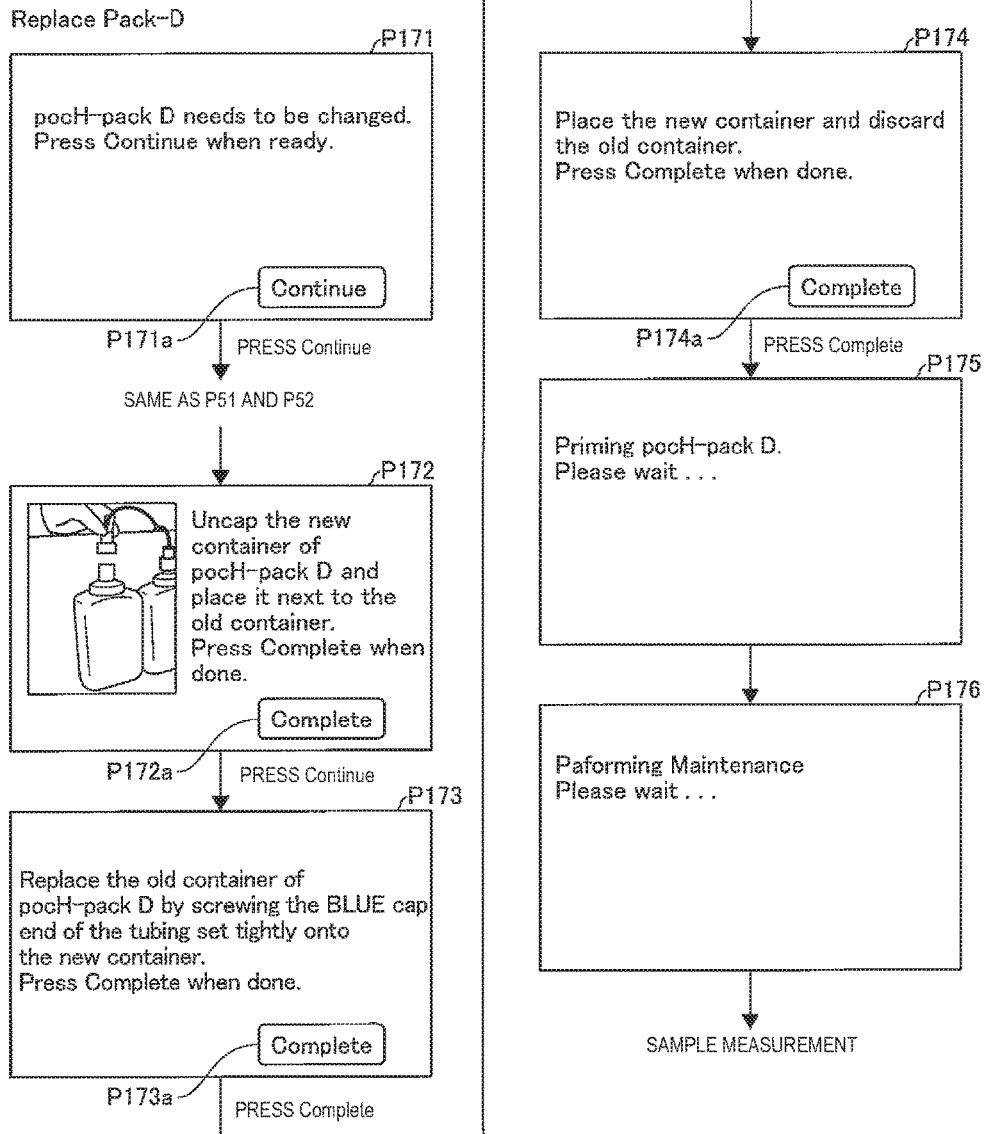 Replace Pack-D
P171
pocH-pack D needs to be changed.
Press Continue when ready.
Continue
P171a
PRESS Continue
SAME AS P51 AND P52
P172
Uncap the new
container of
pocH-pack D and
place it next to the
old container.
Press Complete when
done.
Complete
P172a
PRESS Continue
P173
Replace the old container of
pocH-pack D by screwing the BLUE cap
end of the tubing set tightly onto
the new container.
Press Complete when done.
Complete
P173a
PRESS Complete
P174
Place the new container and discard
the old container.
Press Complete when done.
Complete
P174a
PRESS Complete
P175
Priming pocH-pack D.
Please wait . . .
P176
Paforming Maintenance
Please wait . . .
SAMPLE MEASUREMENT